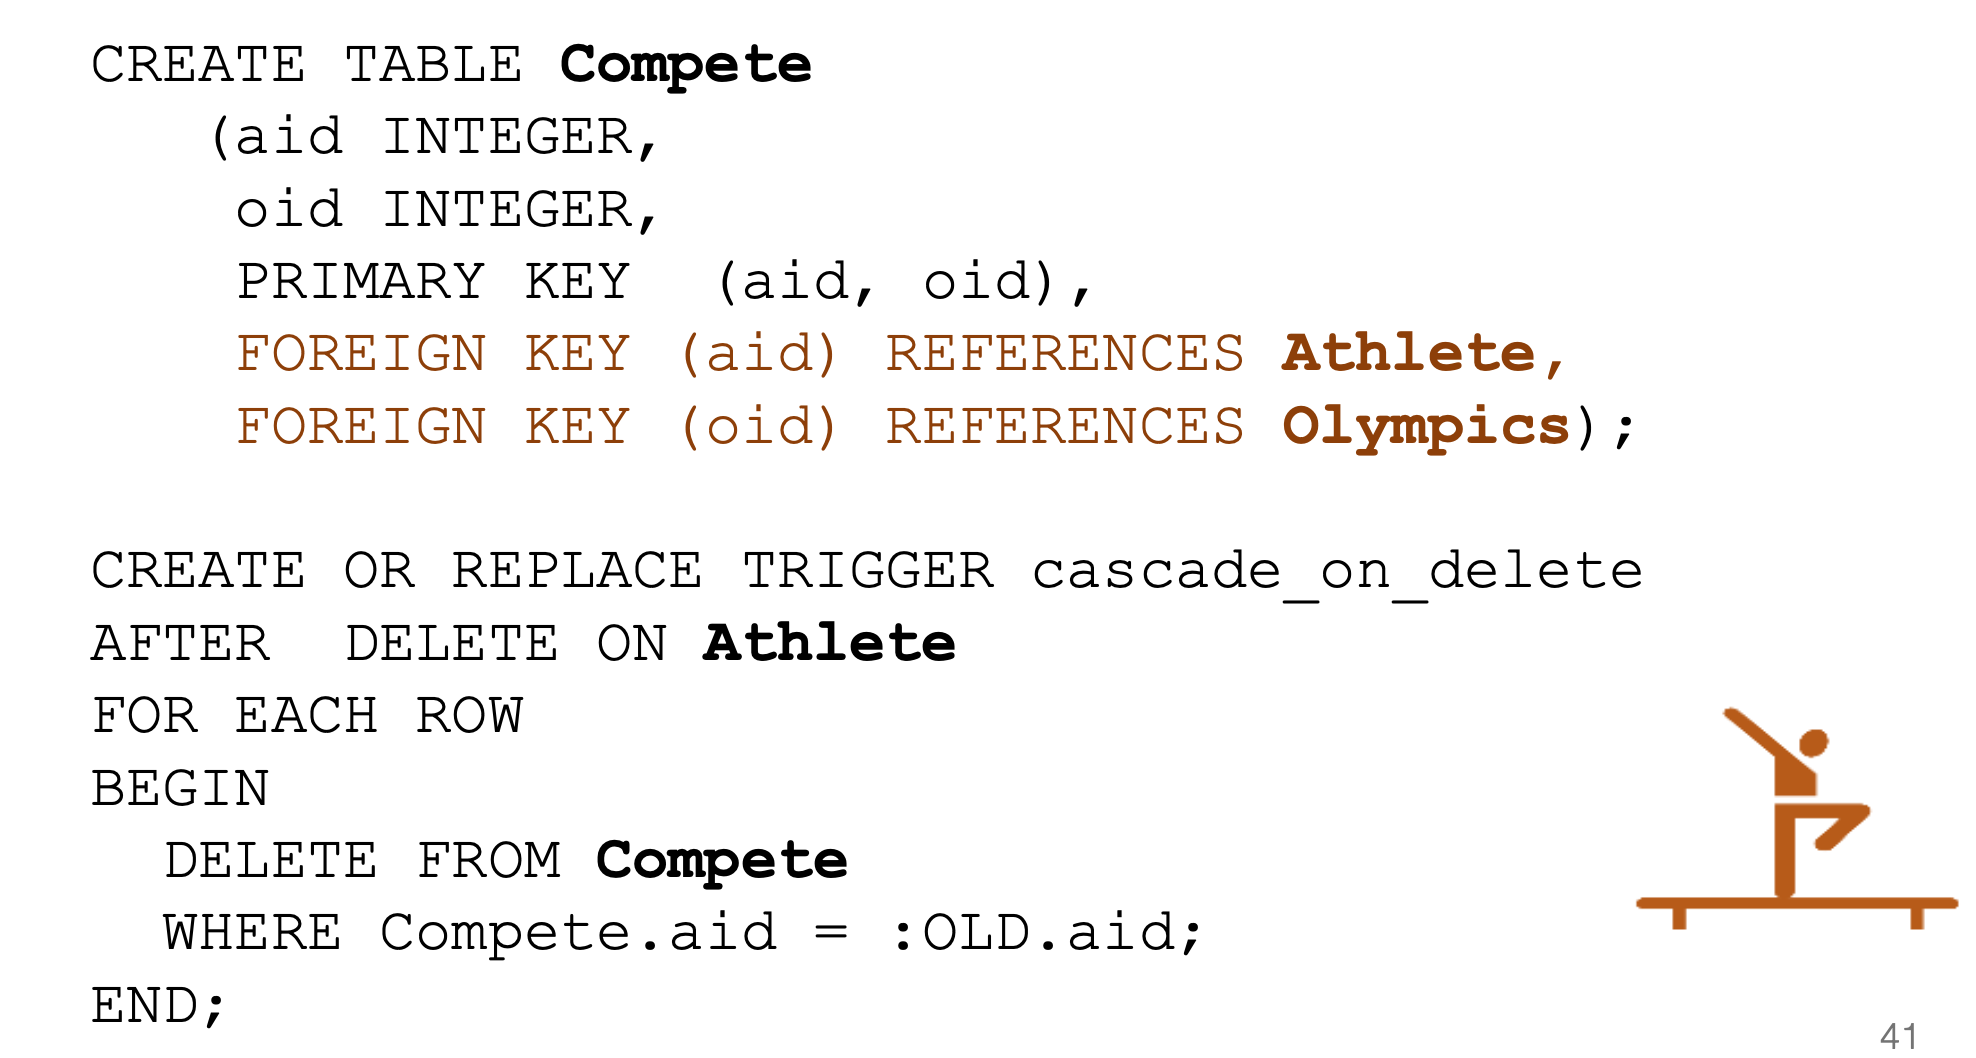 CREATE TABLE Compete
(aid INTEGER,
oid INTEGER,
PRIMARY KEY (aid, oid),
FOREIGN KEY (aid) REFERENCES Athlete,
FOREIGN KEY (oid) REFERENCES Olympics);
CREATE OR REPLACE TRIGGER cascade_on_delete
AFTER DELETE ON Athlete
FOR EACH ROW
BEGIN
DELETE FROM Compete
WHERE Compete.aid = :OLD.aid;
END;
41